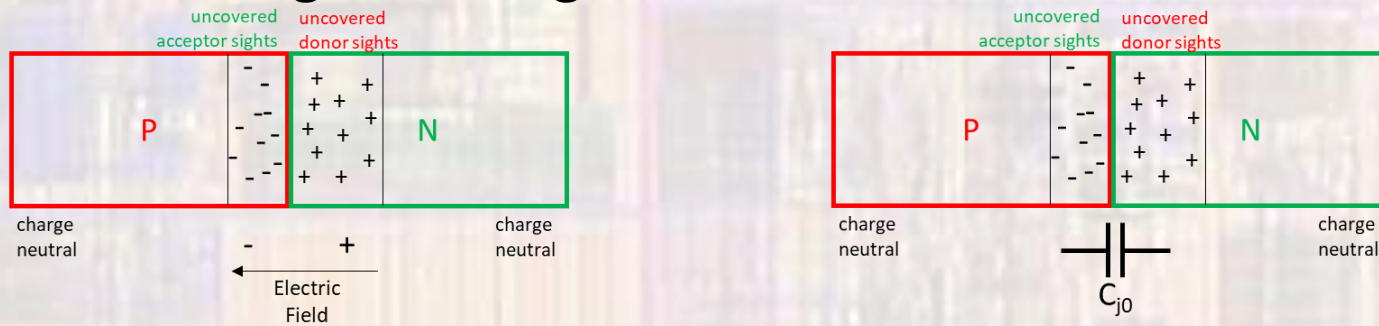 uncovered
acceptor sights
uncovered
donor sights
P
N
charge
neutral
charge
neutral
- +
Electric
Field
uncovered
acceptor sights
uncovered
donor sights
P
N
charge
neutral
charge
neutral
Cj0